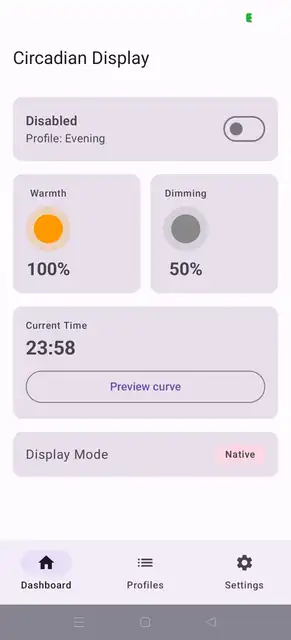 Circadian Display
Disabled
Profile: Evening
Warmth
Dimming
100%
50%
Current Time
23:58
Preview curve
Display Mode
Native
Dashboard
Profiles
Settings